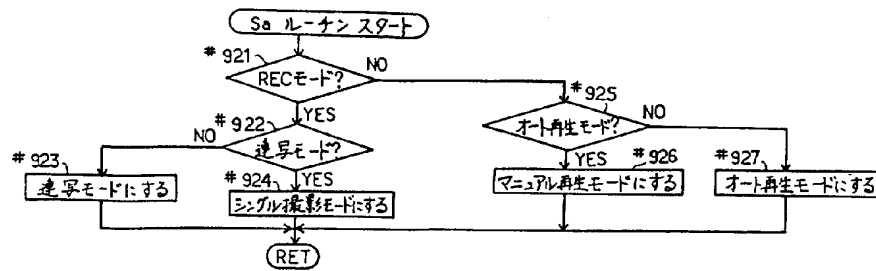 Sa ルーチン スタート
#921
RECモード?
NO
YES
#922
連写モード?
NO
YES
#923
連写モードにする
#924
シングル撮影モードにする
#925
オート再生モード?
NO
YES
#926
マニュアル再生モードにする
#927
オート再生モードにする
RET